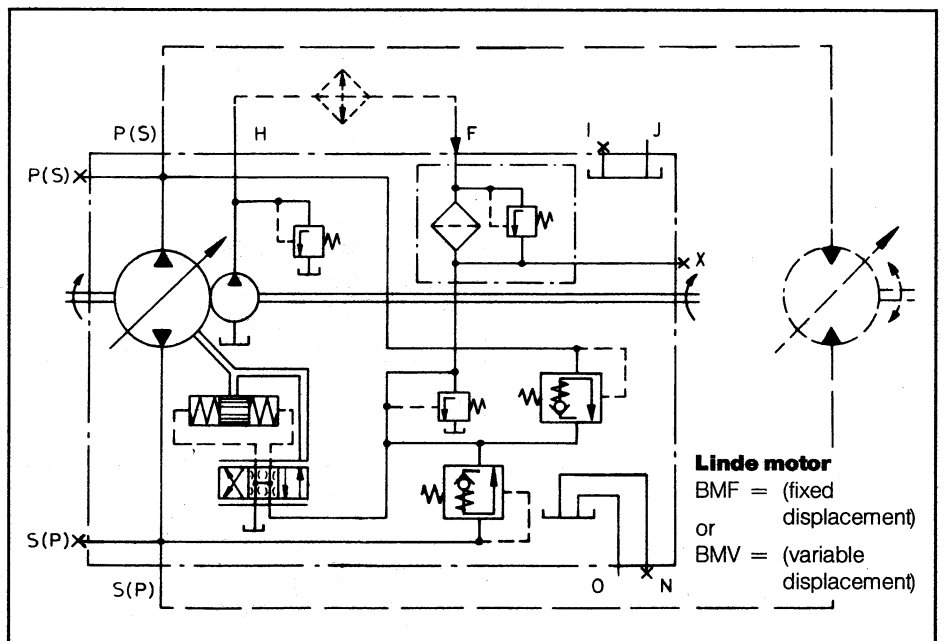 P(S)
H
F
I
J
P(S)
X
Linde motor
BMF = (fixed
displacement)
or
BMV = (variable
displacement)
S(P)
S(P)
O
N